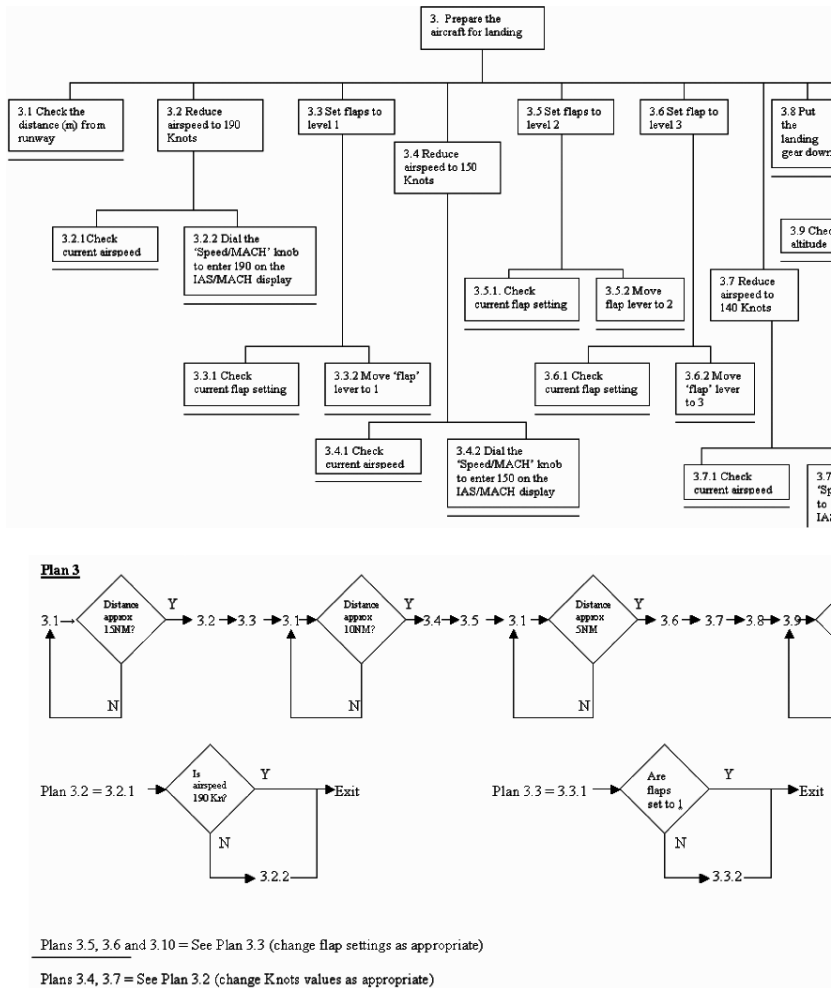 3. Prepare the
aircraft for landing
3.1 Check the
distance (m) from
runway
3.2 Reduce
airspeed to 190
Knots
3.3 Set flaps to
level 1
3.4 Reduce
airspeed to 150
Knots
3.5 Set flaps to
level 2
3.6 Set flap to
level 3
3.8 Put
the
landing
gear down
3.9 Chec
altitude
3.2.1Check
current airspeed
3.2.2 Dial the
'Speed/MACH' knob
to enter 190 on the
IAS/MACH display
3.5.1. Check
current flap setting
3.5.2 Move
flap lever to 2
3.7 Reduce
airspeed to
140 Knots
3.3.1 Check
current flap setting
3.3.2 Move 'flap'
lever to 1
3.6.1 Check
current flap setting
3.6.2 Move
'flap' lever
to 3
3.4.1 Check
current airspeed
3.4.2 Dial the
'Speed/MACH' knob
to enter 150 on the
IAS/MACH display
3.7.1 Check
current airspeed
3.7
'Sp
to
IAS
Plan 3
3.1
Distance
approx
15NM?
Y
N
3.2
3.3
3.1
Distance
approx
10NM?
Y
N
3.4
3.5
3.1
Distance
approx
5NM
Y
N
3.6
3.7
3.8
3.9
Plan 3.2 = 3.2.1
Is
airspeed
190 Kn?
Y
Exit
N
3.2.2
Plan 3.3 = 3.3.1
Are
flaps
set to 1
Y
Exit
N
3.3.2
Plans 3.5, 3.6 and 3.10 = See Plan 3.3 (change flap settings as appropriate)
Plans 3.4, 3.7 = See Plan 3.2 (change Knots values as appropriate)